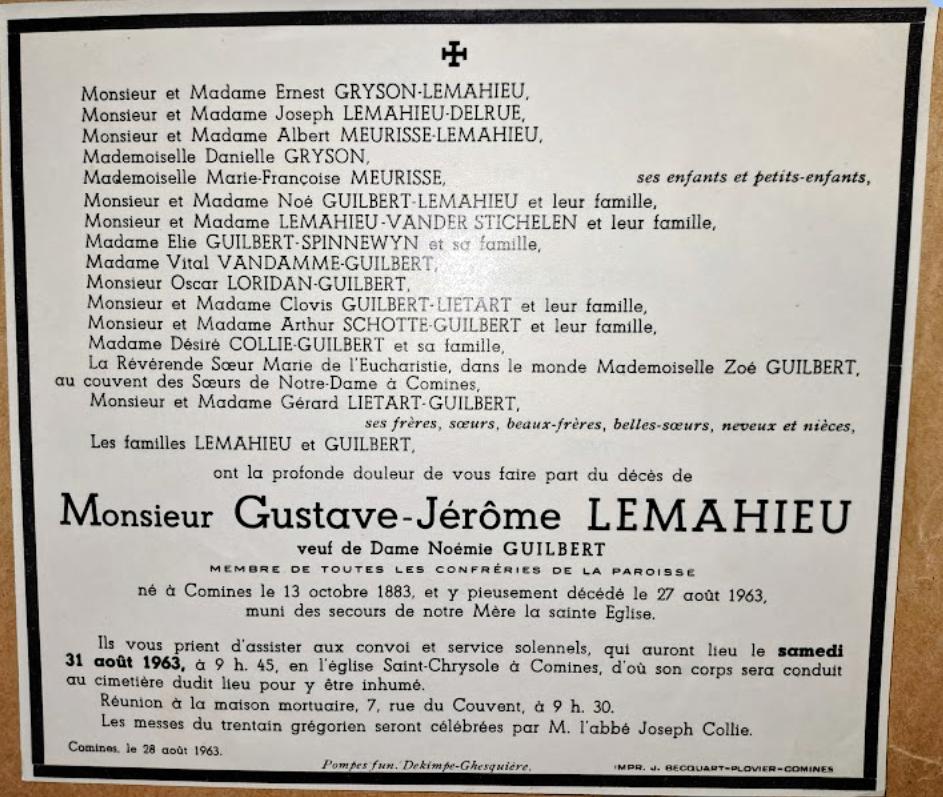 Monsieur et Madame Ernest GRYSON-LEMAHIEU,
Monsieur et Madame Joseph LEMAHIEU-DELRUE,
Monsieur et Madame Albert MEURISSE-LEMAHIEU,
Mademoiselle Danielle GRYSON,
Mademoiselle Marie-Françoise MEURISSE, ses enfants et petits-enfants,
Monsieur et Madame Noé GUILBERT-LEMAHIEU et leur famille,
Monsieur et Madame LEMAHIEU-VANDER STICHELEN et leur famille,
Madame Elie GUILBERT-SPINNEWYN et sa famille,
Madame Vital VANDAMME-GUILBERT,
Monsieur Oscar LORIDAN-GUILBERT,
Monsieur et Madame Clovis GUILBERT-LIETART et leur famille,
Monsieur et Madame Arthur SCHOTTE-GUILBERT et leur famille,
Madame Désiré COLLIE-GUILBERT et sa famille,
La Révérende Sœur Marie de l'Eucharistie, dans le monde Mademoiselle Zoé GUILBERT,
au couvent des Sœurs de Notre-Dame à Comines,
Monsieur et Madame Gérard LIETART-GUILBERT,
ses frères, sœurs, beaux-frères, belles-sœurs, neveux et nièces,
Les familles LEMAHIEU et GUILBERT,
ont la profonde douleur de vous faire part du décès de
Monsieur Gustave-Jérôme LEMAHIEU
veuf de Dame Noémie GUILBERT
MEMBRE DE TOUTES LES CONFRÉRIES DE LA PAROISSE
né à Comines le 13 octobre 1883, et y pieusement décédé le 27 août 1963,
muni des secours de notre Mère la sainte Eglise.
Ils vous prient d'assister aux convoi et service solennels, qui auront lieu le samedi
31 août 1963, à 9 h. 45, en l'église Saint-Chrysole à Comines, d'où son corps sera conduit
au cimetière dudit lieu pour y être inhumé.
Réunion à la maison mortuaire, 7, rue du Couvent, à 9 h. 30.
Les messes du trentain grégorien seront célébrées par M. l'abbé Joseph Collie.
Comines, le 28 août 1963.
Pompes fun. Dekimpe-Ghesquière. IMPR. J. BECQUART-PLOVIER-COMINES